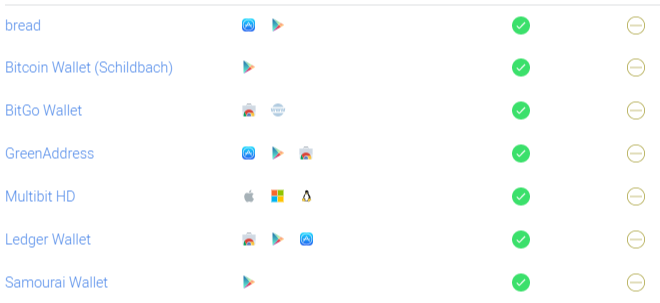 bread
Bitcoin Wallet (Schildbach)
BitGo Wallet
GreenAddress
Multibit HD
Ledger Wallet
Samourai Wallet